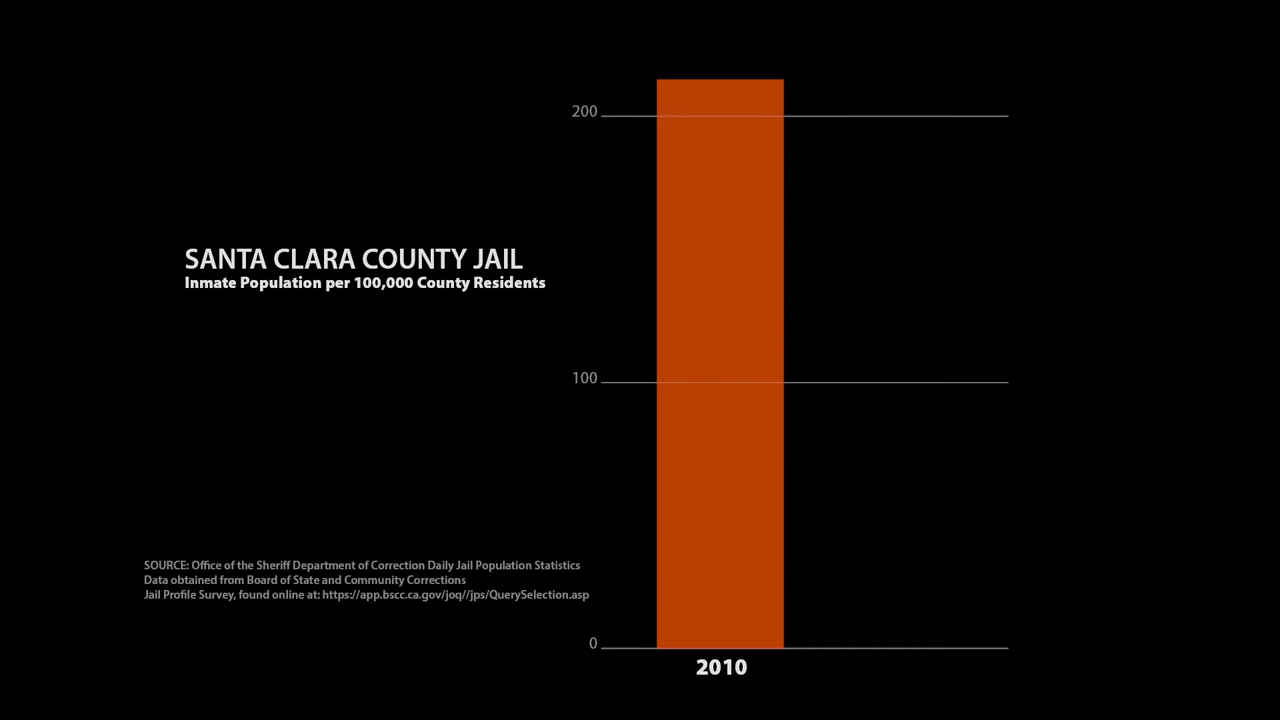 200
SANTA CLARA COUNTY JAIL
Inmate Population per 100,000 County Residents
100
SOURCE: Office of the Sheriff Department of Correction Daily Jail Population Statistics
Data obtained from Board of State and Community Corrections
Jail Profile Survey, found online at: https://app.bscc.ca.gov/joq//jps/QuerySelection.asp
0
2010